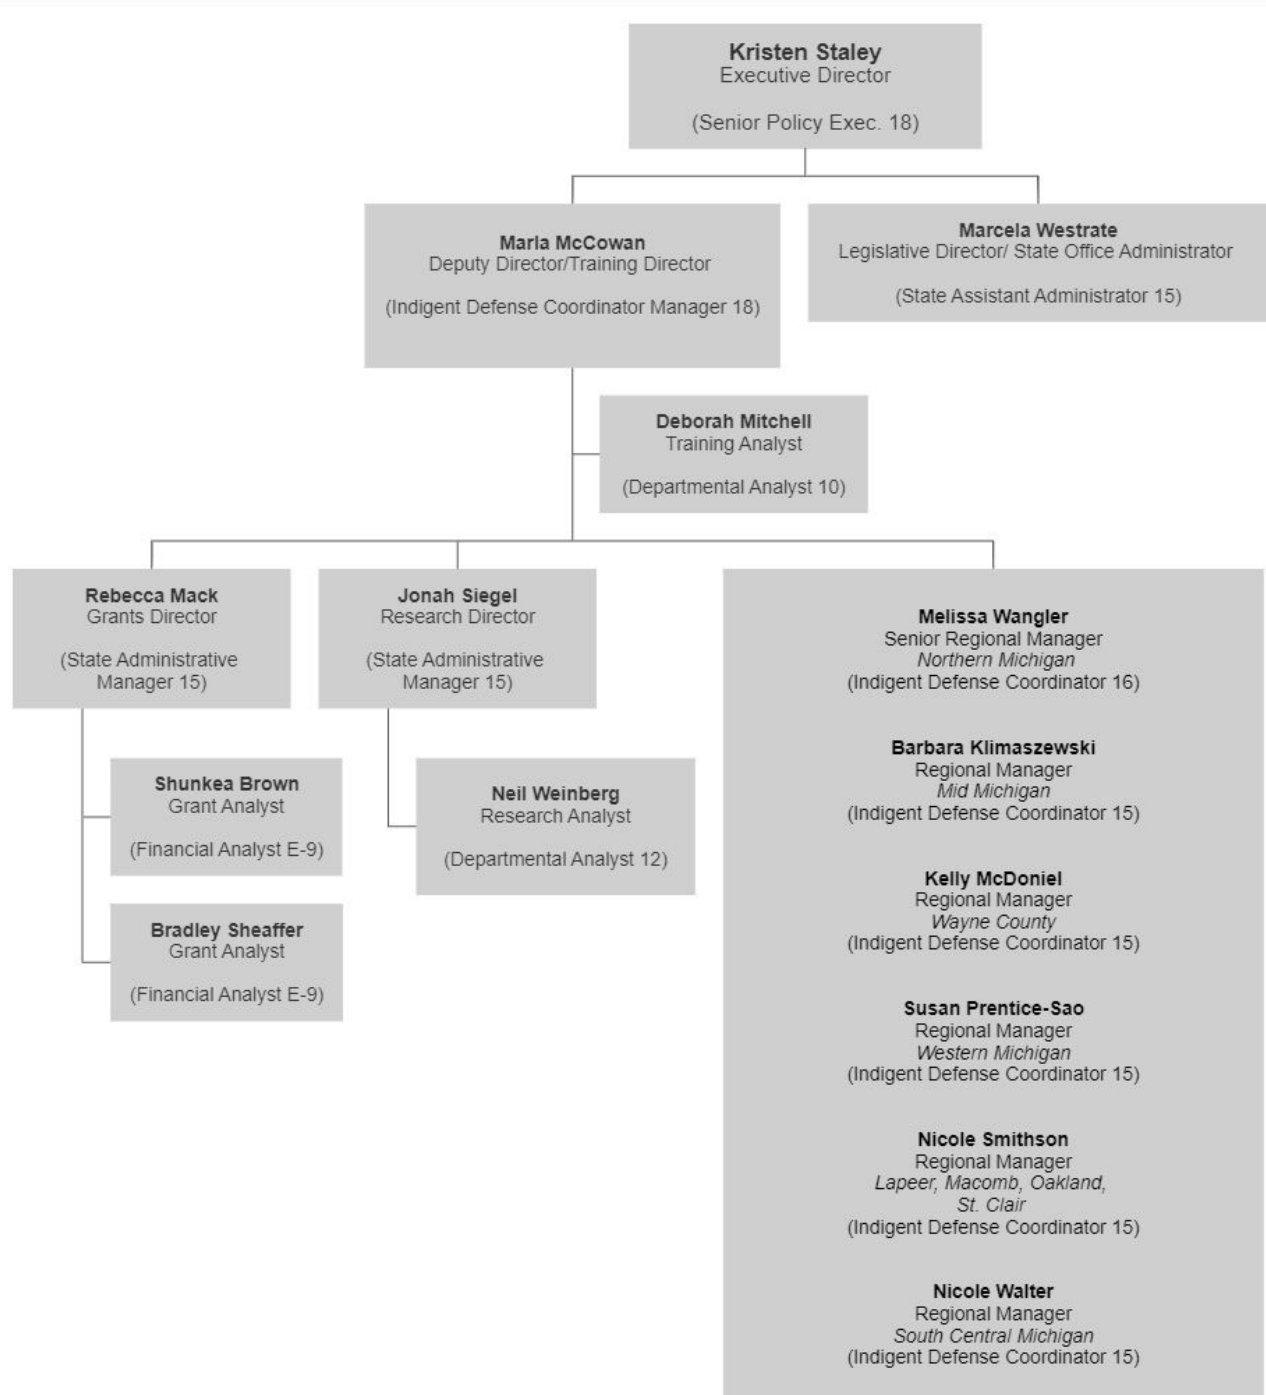 Kristen Staley
Executive Director
(Senior Policy Exec. 18)
Marla McCowan
Deputy Director/Training Director
(Indigent Defense Coordinator Manager 18)
Marcela Westrate
Legislative Director/ State Office Administrator
(State Assistant Administrator 15)
Deborah Mitchell
Training Analyst
(Departmental Analyst 10)
Rebecca Mack
Grants Director
(State Administrative
Manager 15)
Shunkea Brown
Grant Analyst
(Financial Analyst E-9)
Bradley Sheaffer
Grant Analyst
(Financial Analyst E-9)
Jonah Siegel
Research Director
(State Administrative
Manager 15)
Neil Weinberg
Research Analyst
(Departmental Analyst 12)
Melissa Wangler
Senior Regional Manager
Northern Michigan
(Indigent Defense Coordinator 16)
Barbara Klimaszewski
Regional Manager
Mid Michigan
(Indigent Defense Coordinator 15)
Kelly McDoniel
Regional Manager
Wayne County
(Indigent Defense Coordinator 15)
Susan Prentice-Sao
Regional Manager
Western Michigan
(Indigent Defense Coordinator 15)
Nicole Smithson
Regional Manager
Lapeer, Macomb, Oakland,
St. Clair
(Indigent Defense Coordinator 15)
Nicole Walter
Regional Manager
South Central Michigan
(Indigent Defense Coordinator 15)